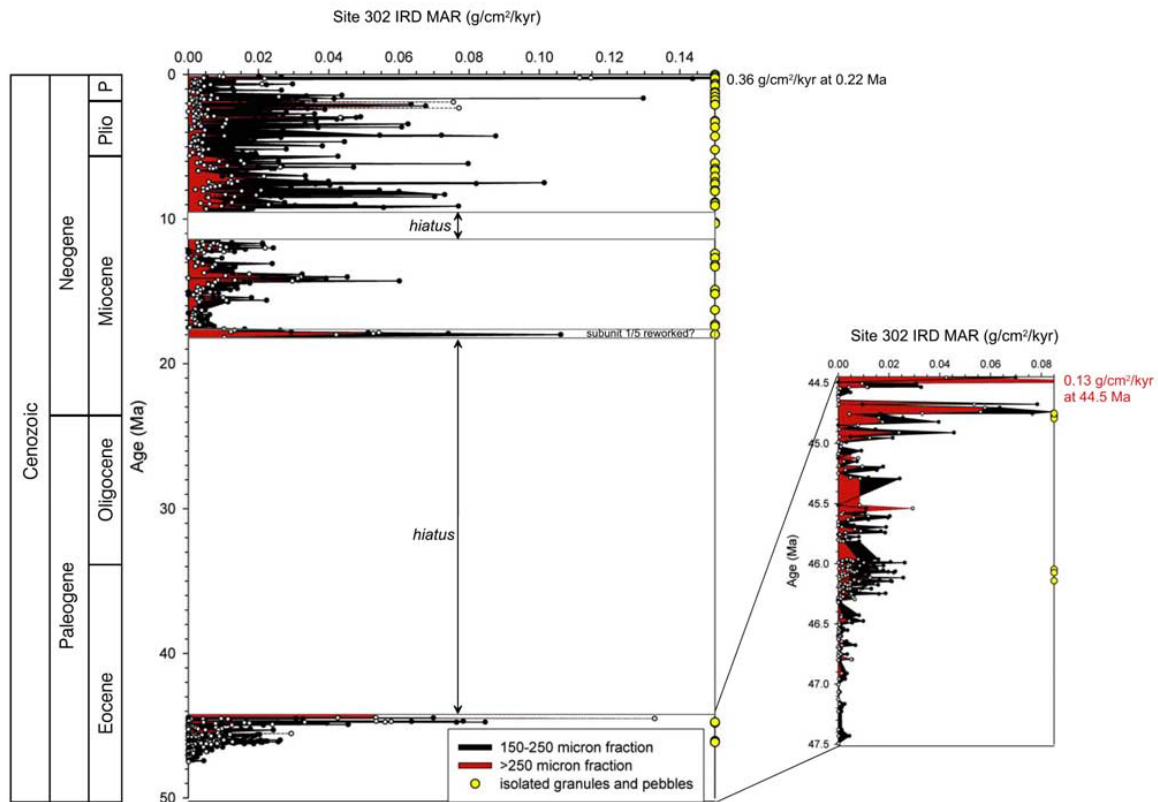 Site 302 IRD MAR (g/cm²/kyr)
0.00 0.02 0.04 0.06 0.08 0.10 0.12 0.14
0.36 g/cm²/kyr at 0.22 Ma
0
10
20
30
40
50
Age (Ma)
Cenozoic
Neogene
Paleogene
P
Plio
Miocene
Oligocene
Eocene
hiatus
subunit 1/5 reworked?
hiatus
150-250 micron fraction
>250 micron fraction
isolated granules and pebbles
Site 302 IRD MAR (g/cm²/kyr)
0.00 0.02 0.04 0.06 0.08
0.13 g/cm²/kyr
at 44.5 Ma
44.5
45.0
45.5
46.0
46.5
47.0
47.5
Age (Ma)